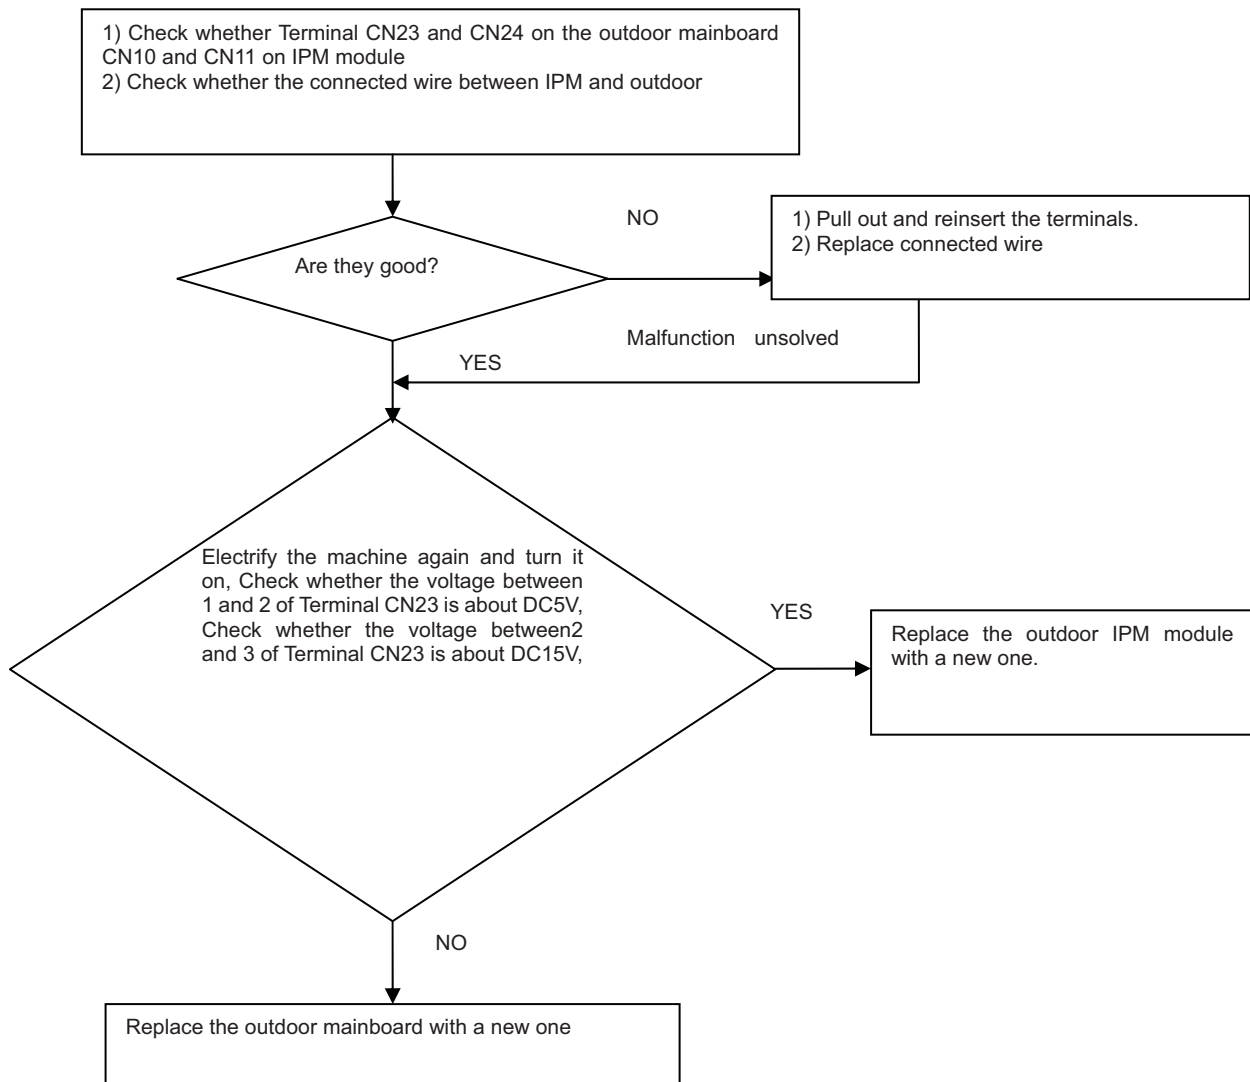 1) Check whether Terminal CN23 and CN24 on the outdoor mainboard
CN10 and CN11 on IPM module
2) Check whether the connected wire between IPM and outdoor
NO
1) Pull out and reinsert the terminals.
2) Replace connected wire
Are they good?
Malfunction unsolved
YES
Electrify the machine again and turn it
on, Check whether the voltage between
1 and 2 of Terminal CN23 is about DC5V,
Check whether the voltage between2
and 3 of Terminal CN23 is about DC15V,
YES
Replace the outdoor IPM module
with a new one.
NO
Replace the outdoor mainboard with a new one